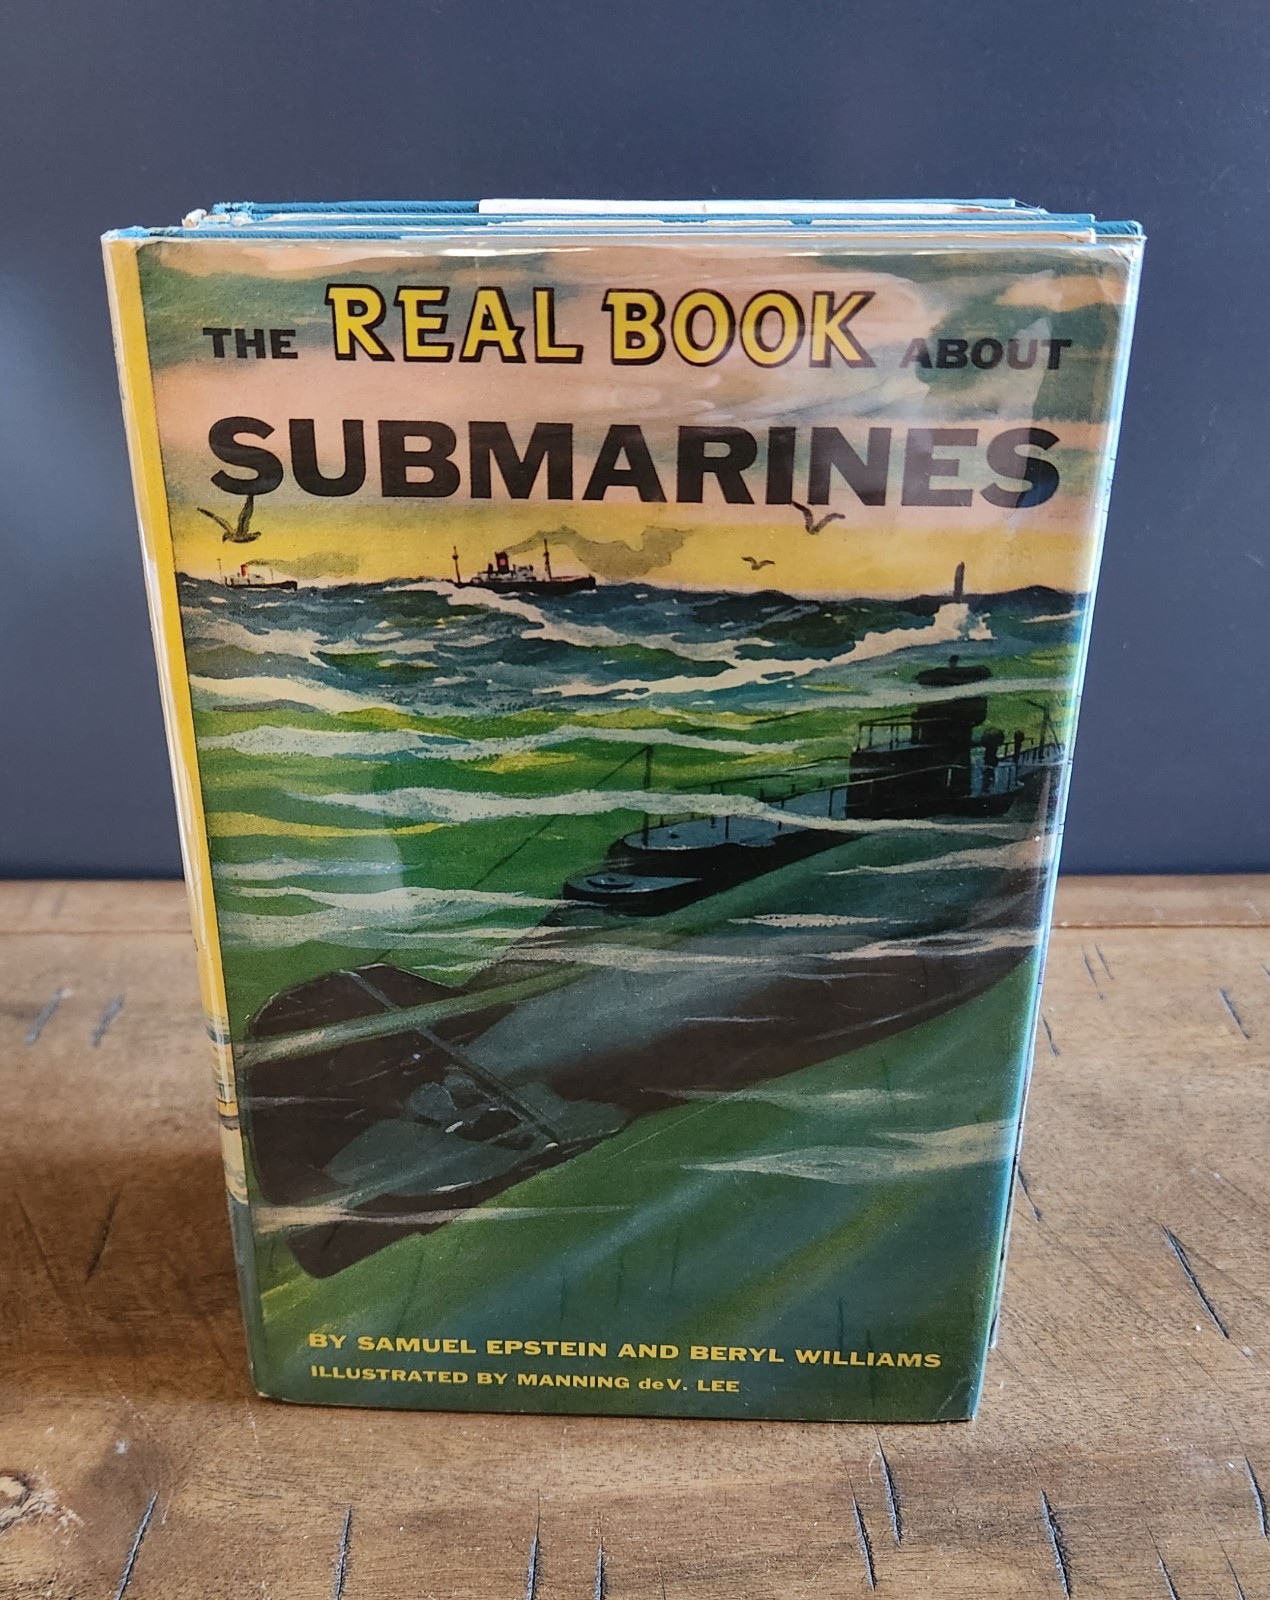 THE REAL BOOK ABOUT
SUBMARINES
BY SAMUEL EPSTEIN AND BERYL WILLIAMS
ILLUSTRATED BY MANNING deV. LEE